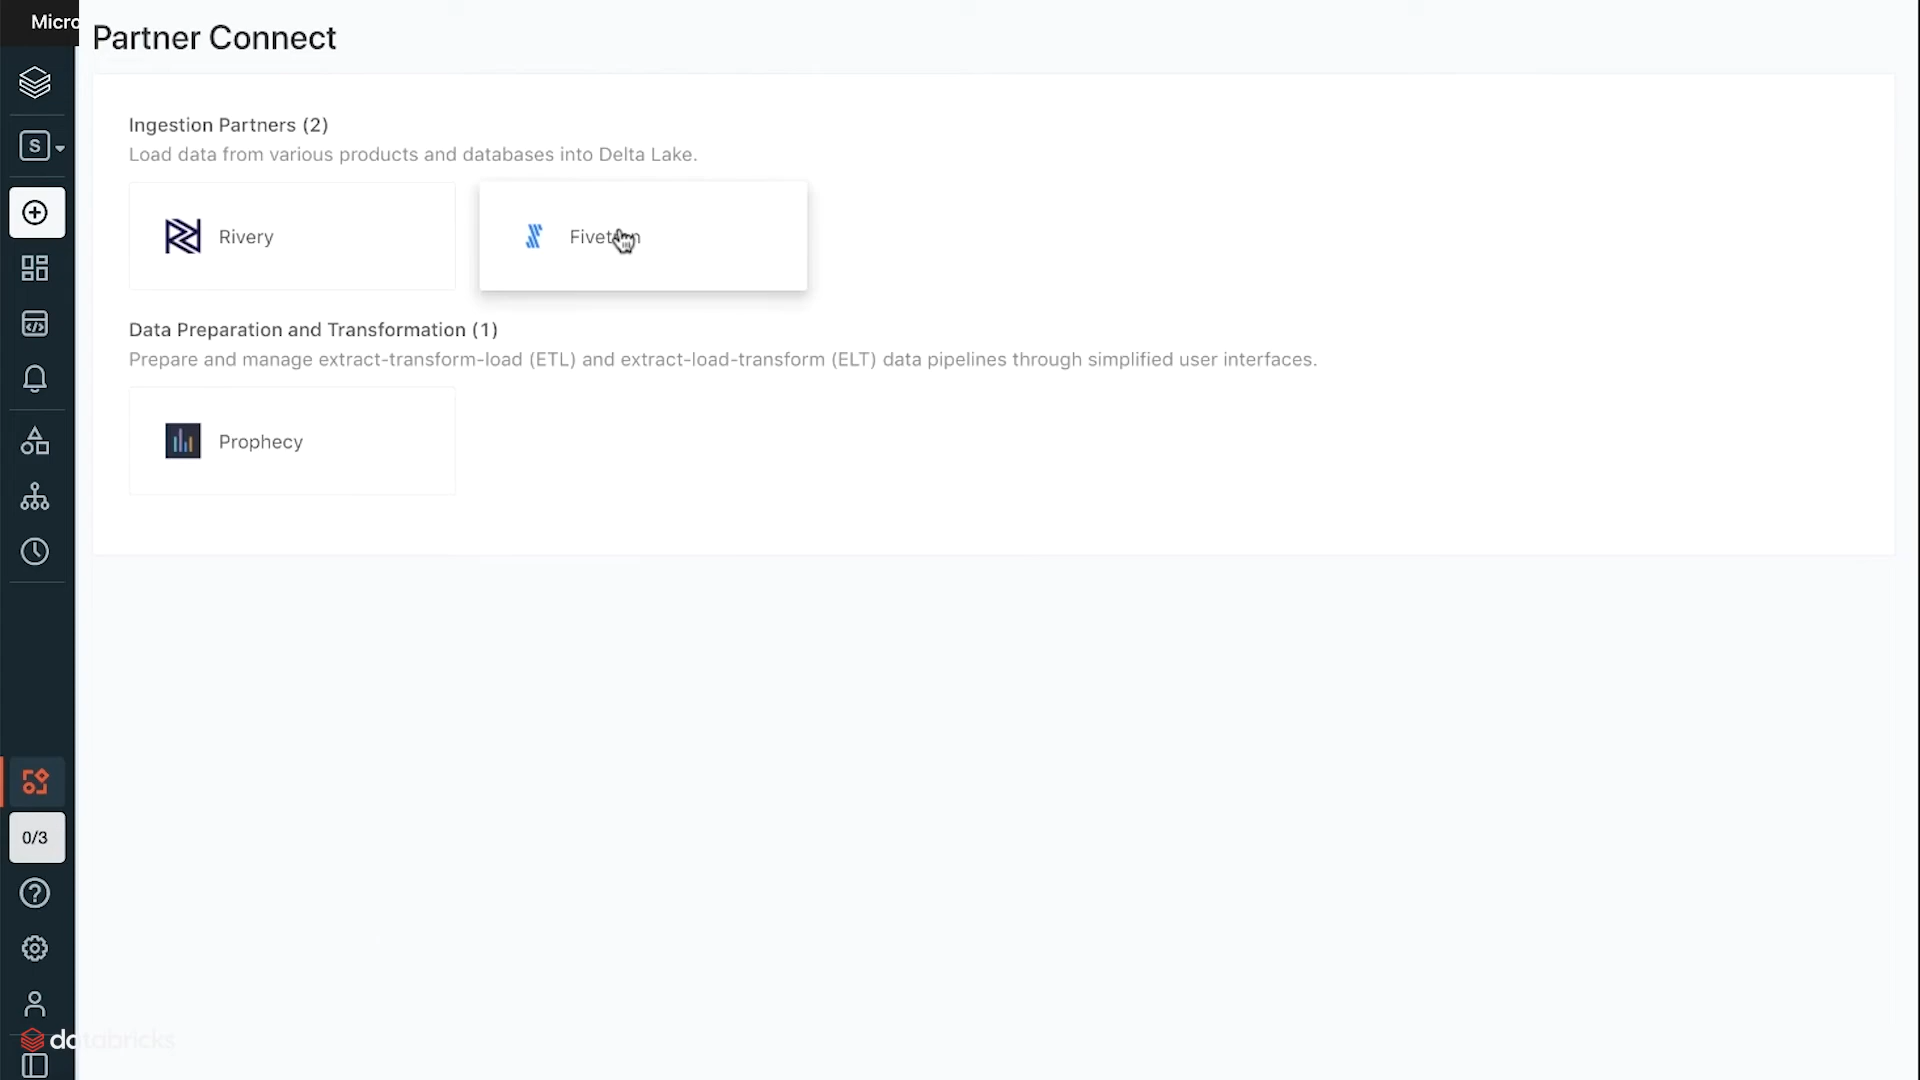 Micro
Partner Connect
S
Ingestion Partners (2)
Load data from various products and databases into Delta Lake.
Rivery
Prophecy
Data Preparation and Transformation (1)
Prepare and manage extract-transform-load (ETL) and extract-load-transform (ELT) data pipelines through simplified user interfaces.
0/3
databricks